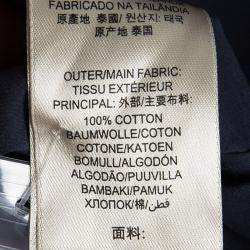 FABRICADO NA TAILÂNDIA
原產地 泰國 / 원산지: 태국
原产地 泰国
OUTER/MAIN FABRIC:
TISSU EXTÉRIEUR
PRINCIPAL: 外部/主要布料:
100% COTTON
BAUMWOLLE/COTON
COTONE/KATOEN
BOMULL/ALGODÓN
ALGODÃO/PUUVILLA
BAMBAKI/PAMUK
ХЛОПОК/棉/قطن
面料: